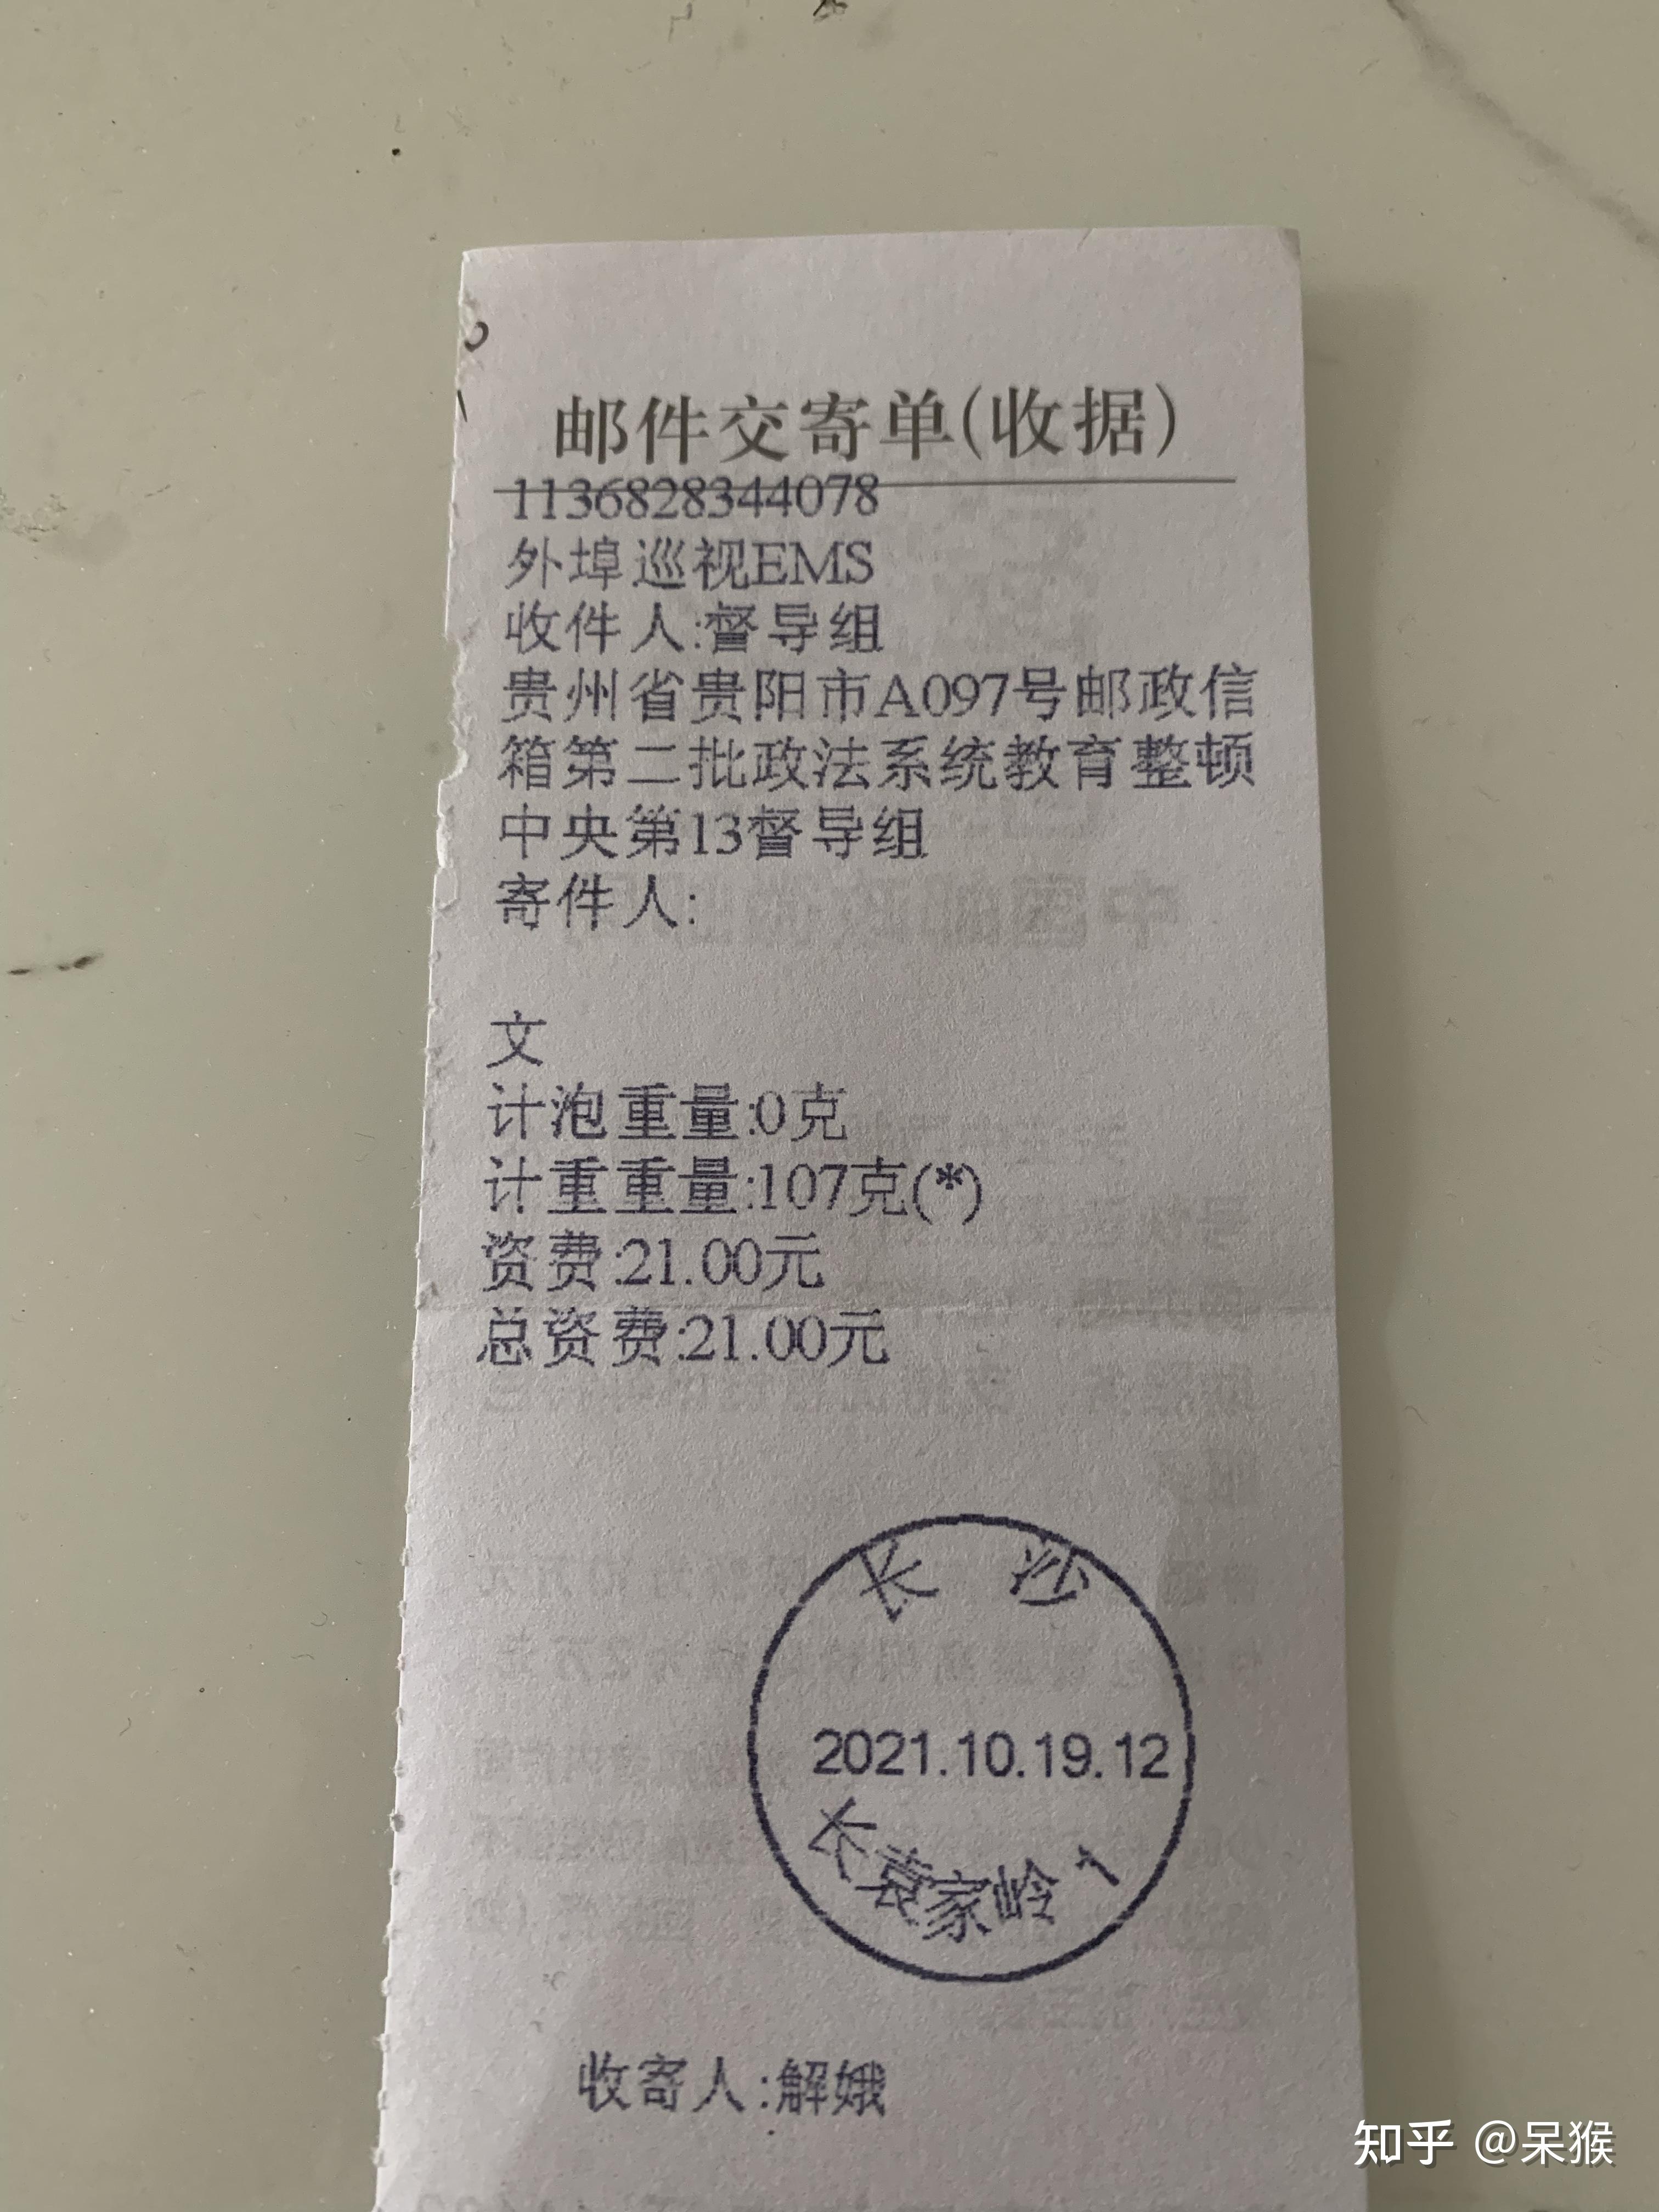 邮件交寄单(收据)
1136828344078
外埠巡视EMS
收件人:督导组
贵州省贵阳市A097号邮政信
箱第二批政法系统教育整顿
中央第13督导组
寄件人:
文
计泡重量:0克
计重重量:107克(*)
资费:21.00元
总资费:21.00元
长沙
2021.10.19.12
长袁家岭1
收寄人:解娥
知乎 @呆猴